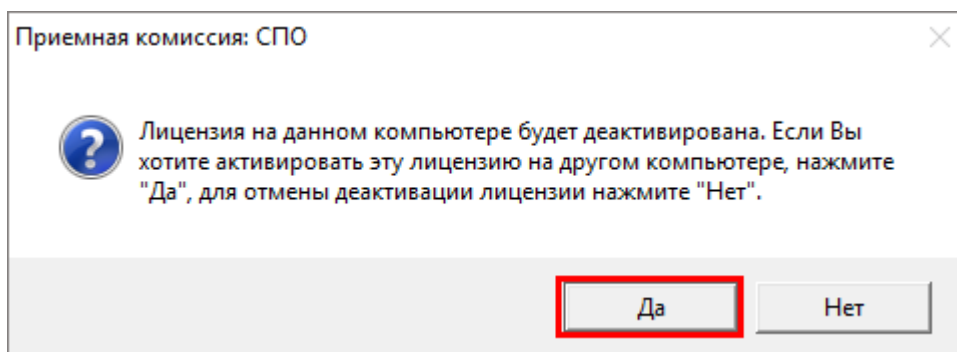 Приемная комиссия: СПО
Лицензия на данном компьютере будет деактивирована. Если Вы
хотите активировать эту лицензию на другом компьютере, нажмите
"Да", для отмены деактивации лицензии нажмите "Нет".
Да
Нет